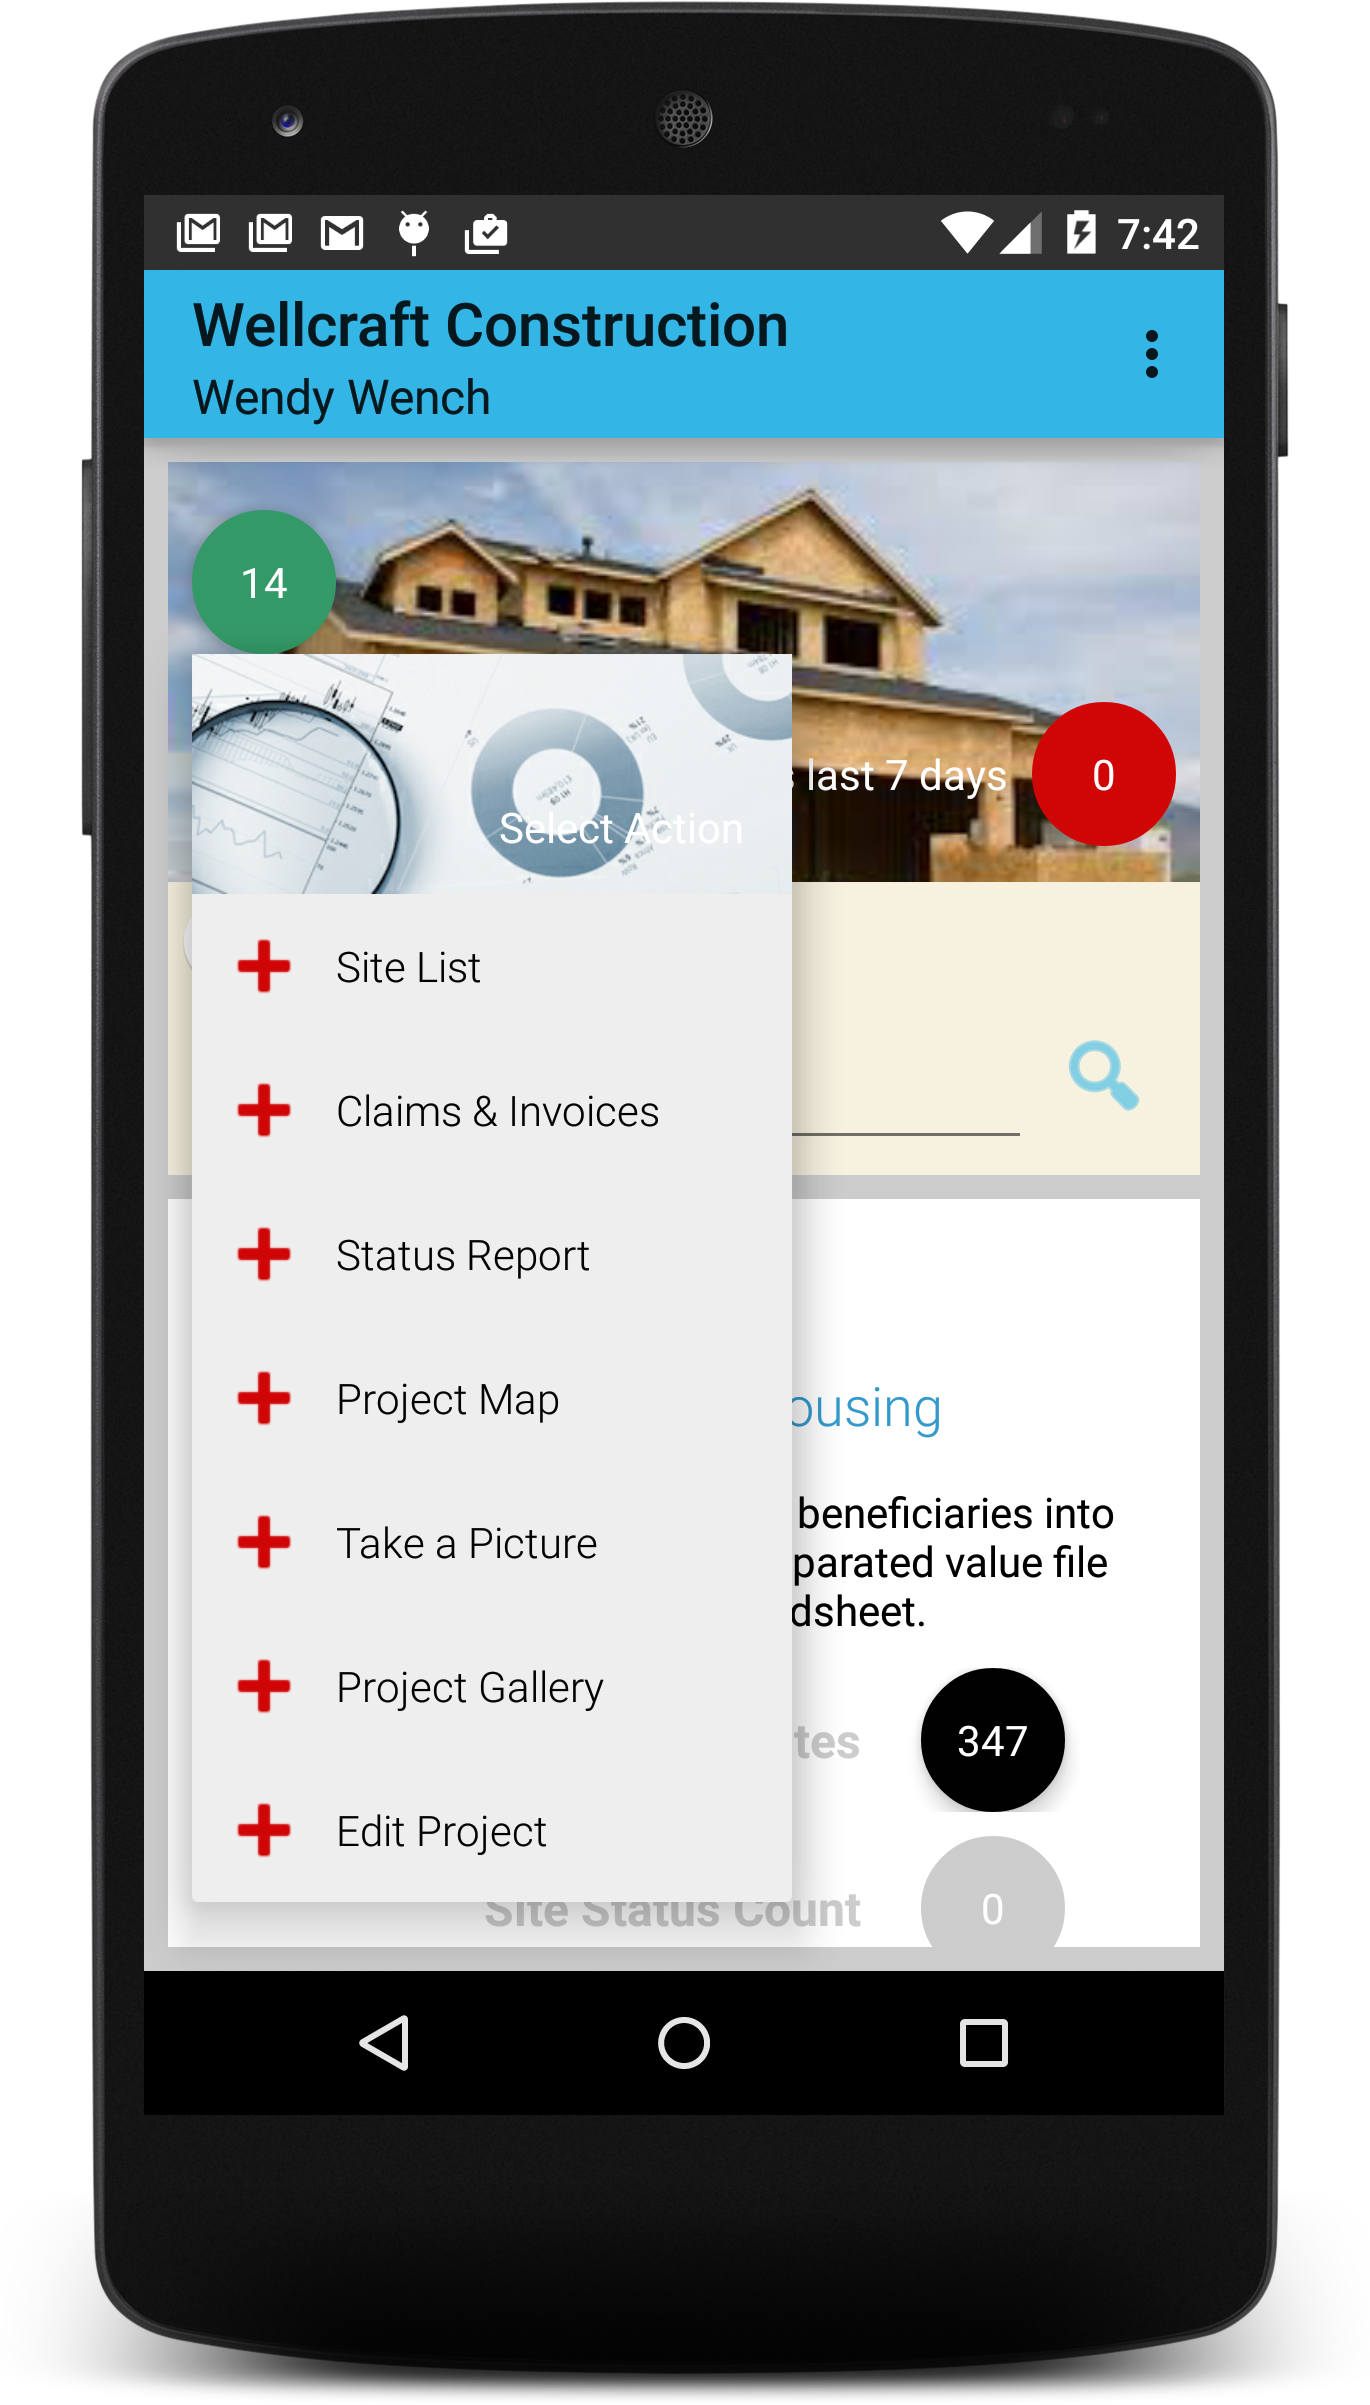 7:42
Wellcraft Construction
Wendy Wench
14
last 7 days
0
Select Action
Site List
Claims & Invoices
Status Report
Project Map
Take a Picture
Project Gallery
Edit Project
ousing
beneficiaries into
parated value file
dsheet.
tes
347
Site Status Count
0